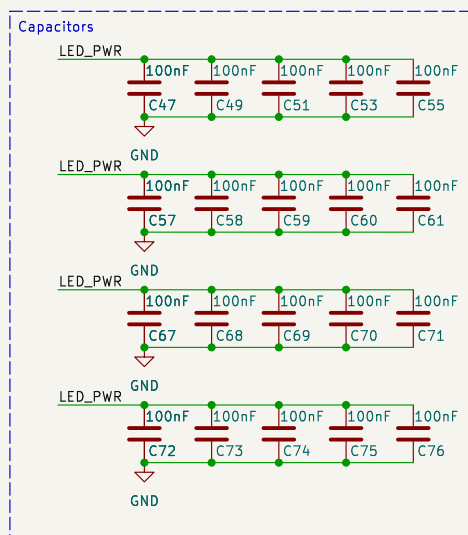 Capacitors
LED_PWR
100nF 100nF 100nF 100nF 100nF
C47 C49 C51 C53 C55
GND
LED_PWR
100nF 100nF 100nF 100nF 100nF
C57 C58 C59 C60 C61
GND
LED_PWR
100nF 100nF 100nF 100nF 100nF
C67 C68 C69 C70 C71
GND
LED_PWR
100nF 100nF 100nF 100nF 100nF
C72 C73 C74 C75 C76
GND